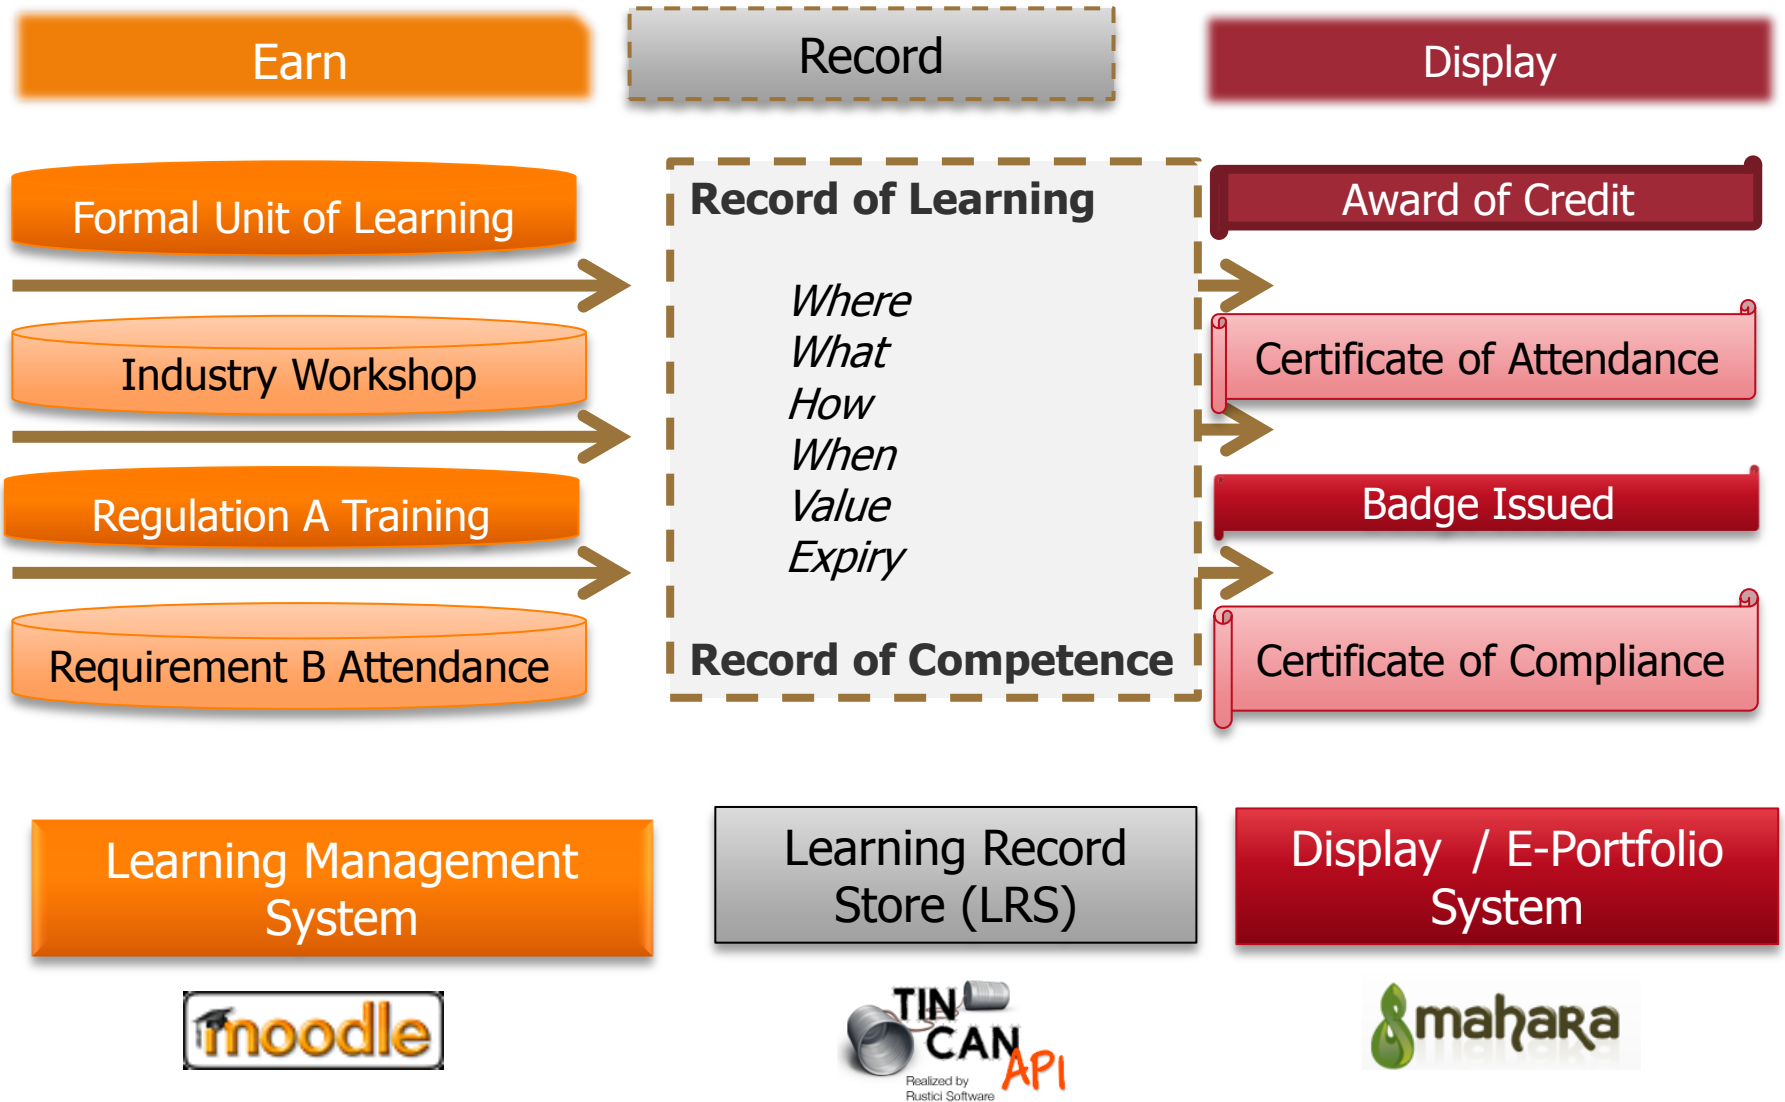 Earn
Record
Display
Formal Unit of Learning
Industry Workshop
Regulation A Training
Requirement B Attendance
Record of Learning
Where
What
How
When
Value
Expiry
Record of Competence
Award of Credit
Certificate of Attendance
Badge Issued
Certificate of Compliance
Learning Management
System
Learning Record
Store (LRS)
Display / E-Portfolio
System
moodle
TIN
CAN
API
Realized by
Rustici Software
mahara